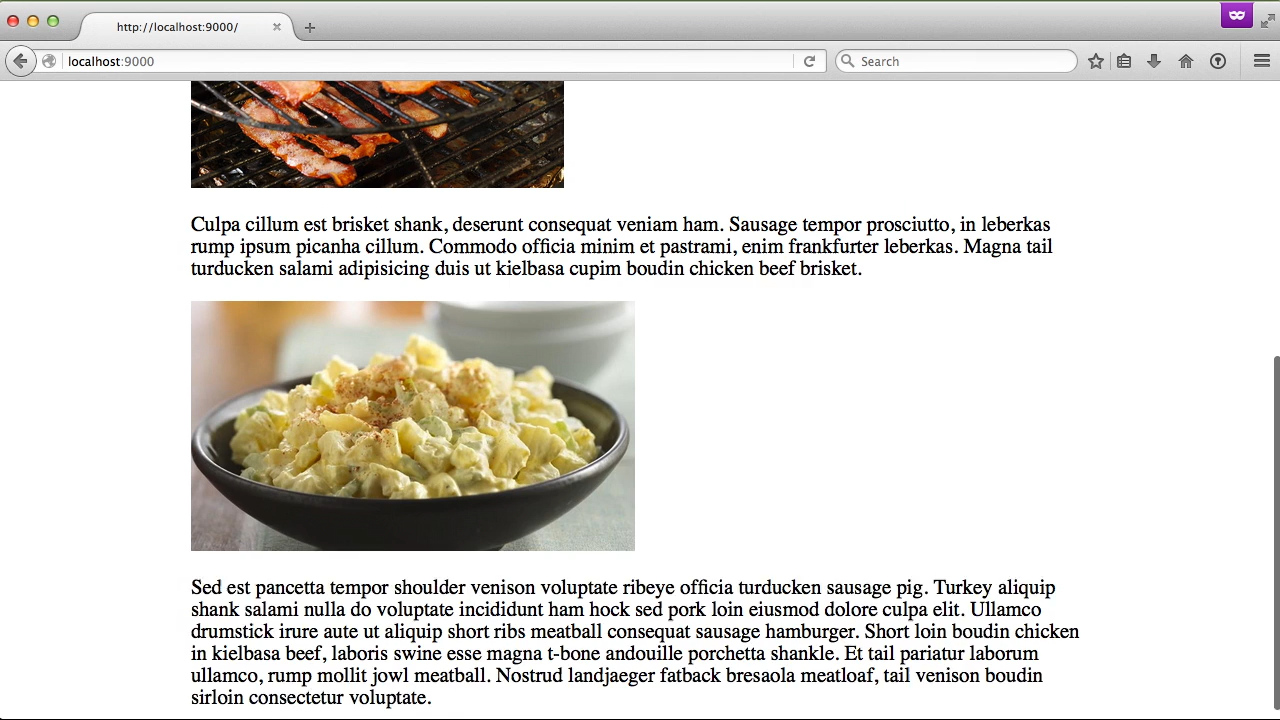 http://localhost:9000/
localhost:9000
Search
Culpa cillum est brisket shank, deserunt consequat veniam ham. Sausage tempor prosciutto, in leberkas
rump ipsum picanha cillum. Commodo officia minim et pastrami, enim frankfurter leberkas. Magna tail
turducken salami adipisicing duis ut kielbasa cupim boudin chicken beef brisket.
Sed est pancetta tempor shoulder venison voluptate ribeye officia turducken sausage pig. Turkey aliquip
shank salami nulla do voluptate incididunt ham hock sed pork loin eiusmod dolore culpa elit. Ullamco
drumstick irure aute ut aliquip short ribs meatball consequat sausage hamburger. Short loin boudin chicken
in kielbasa beef, laboris swine esse magna t-bone andouille porchetta shankle. Et tail pariatur laborum
ullamco, rump mollit jowl meatball. Nostrud landjaeger fatback bresaola meatloaf, tail venison boudin
sirloin consectetur voluptate.